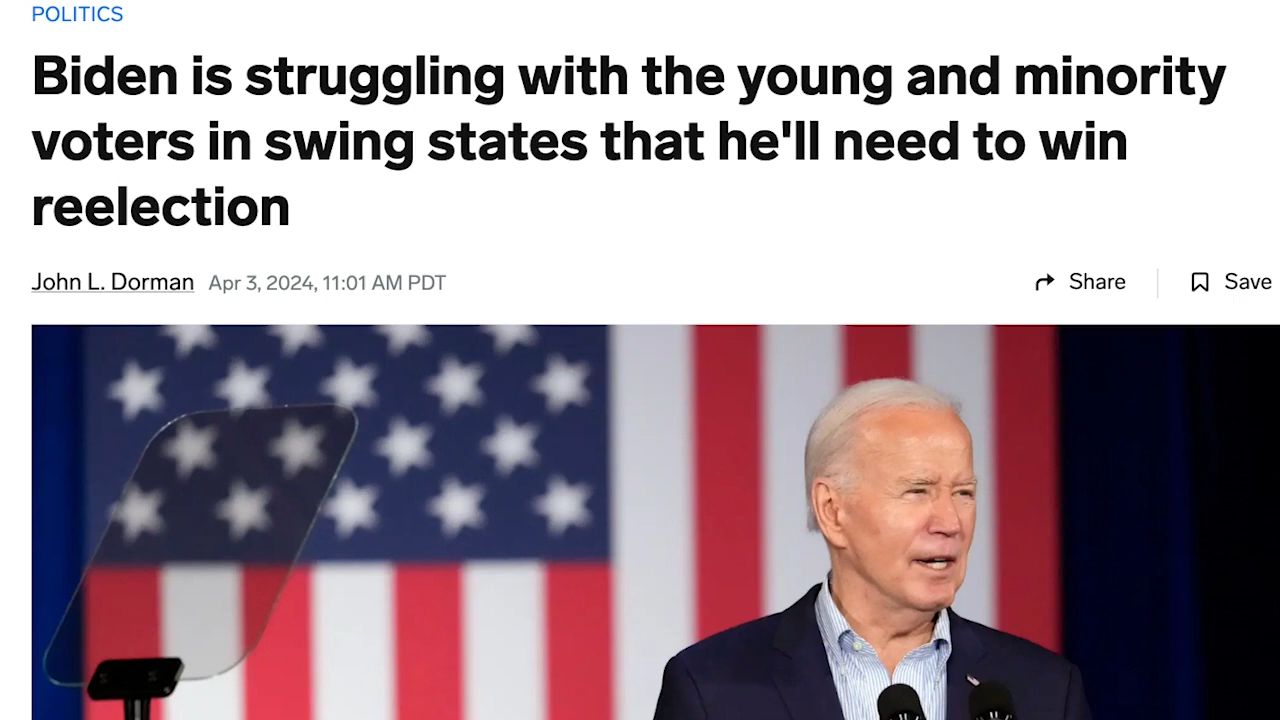 POLITICS
Biden is struggling with the young and minority
voters in swing states that he'll need to win
reelection
John L. Dorman Apr 3, 2024, 11:01 AM PDT Share Save